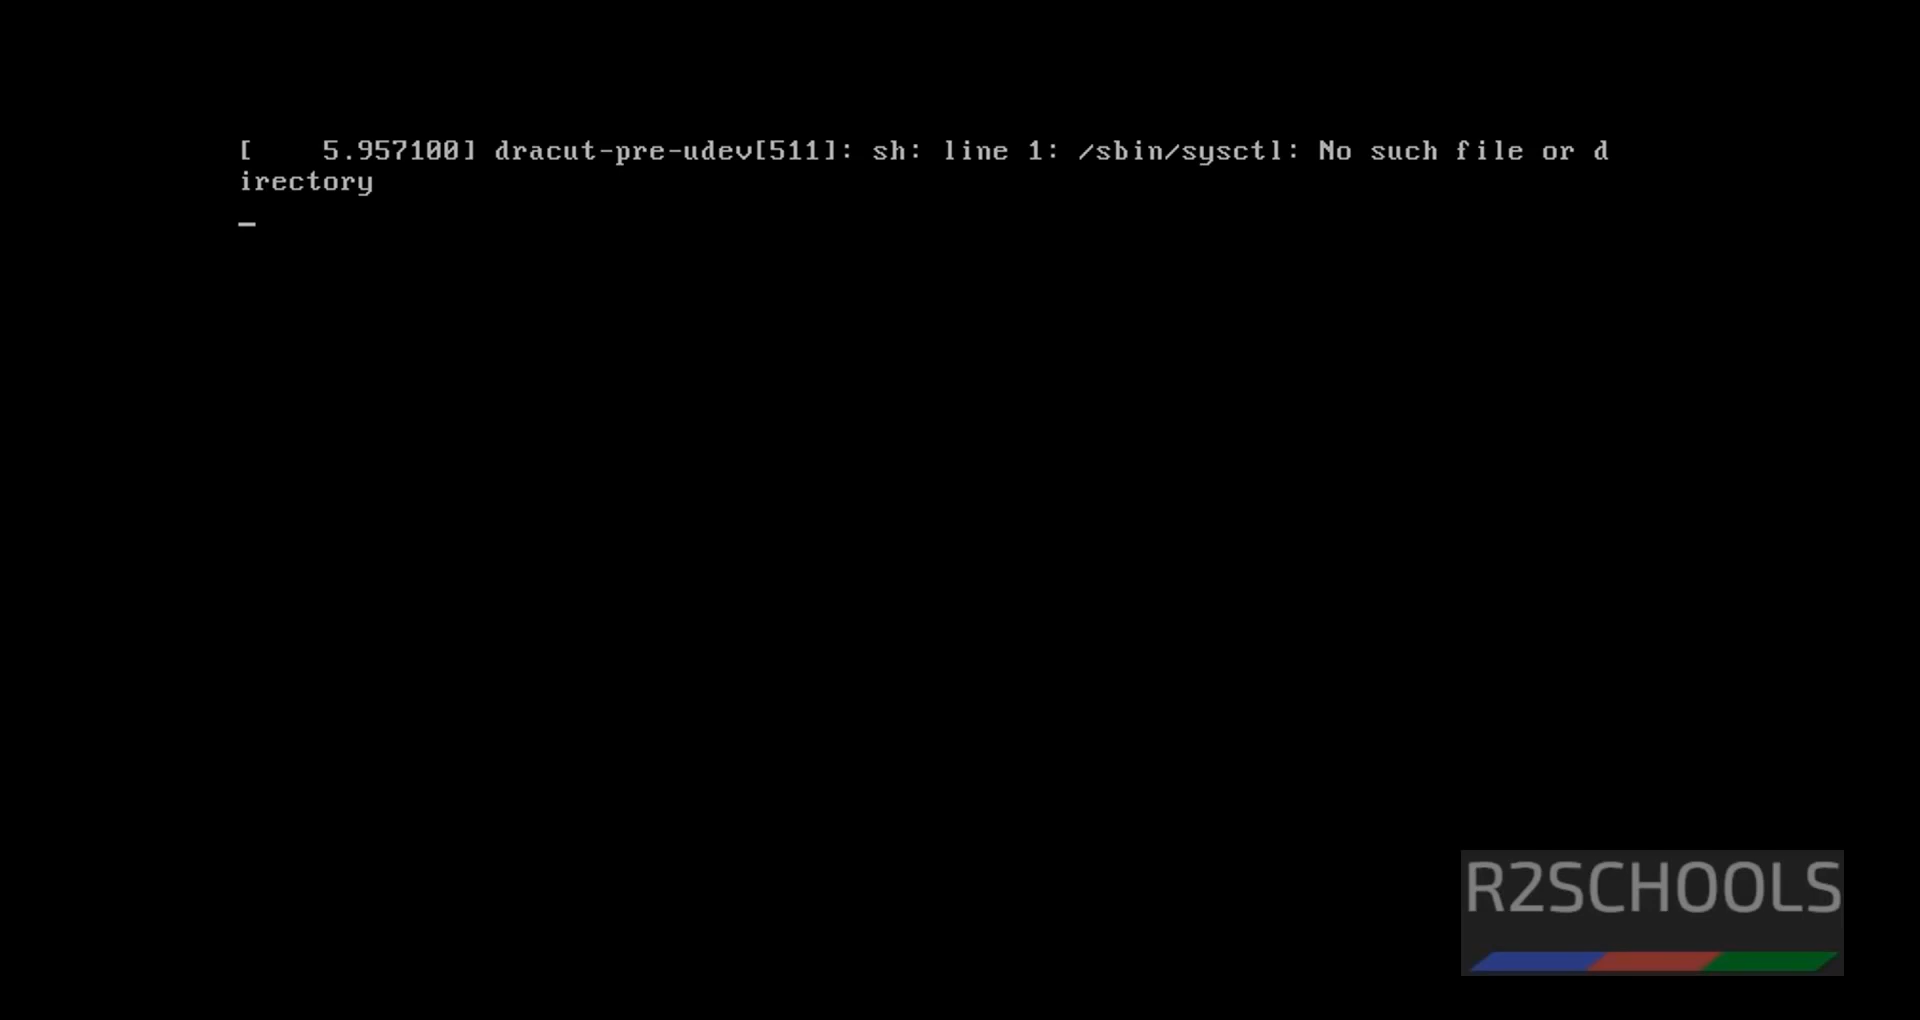 [    5.957100] dracut-pre-udev[511]: sh: line 1: /sbin/sysctl: No such file or d
irectory
R2SCHOOLS